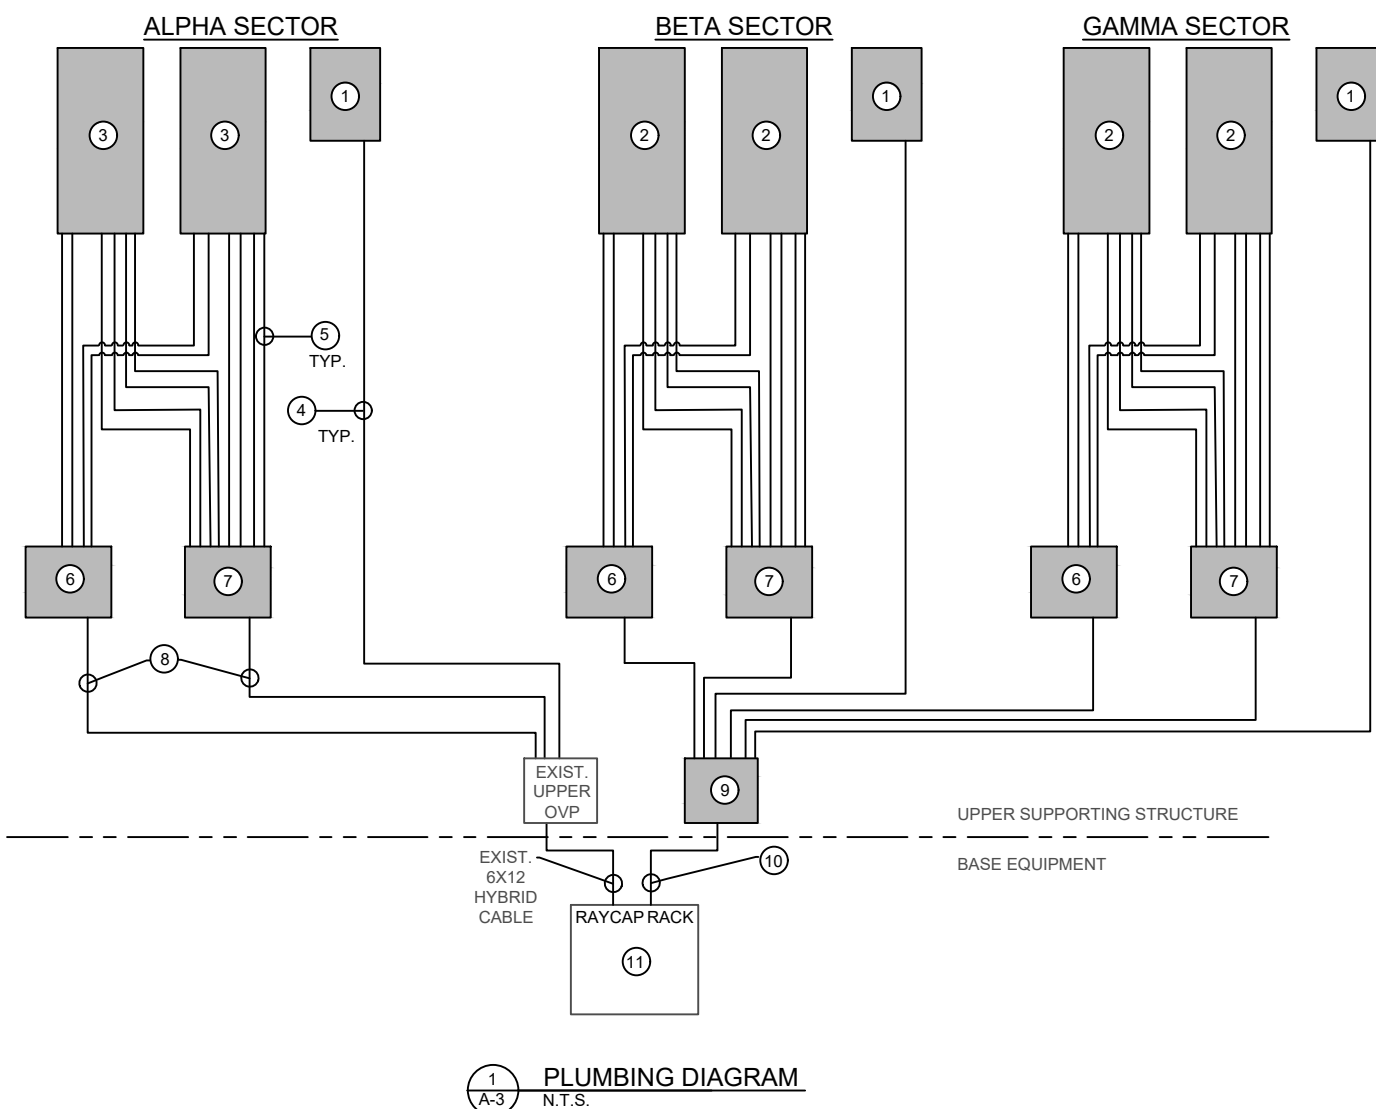 ALPHA SECTOR
BETA SECTOR
GAMMA SECTOR
1
1
1
3
3
2
2
2
2
5
TYP.
4
TYP.
6
7
6
7
6
7
8
EXIST.
UPPER
OVP
9
UPPER SUPPORTING STRUCTURE
BASE EQUIPMENT
EXIST.
6X12
HYBRID
CABLE
10
RAYCAP RACK
11
1
A-3
PLUMBING DIAGRAM
N.T.S.